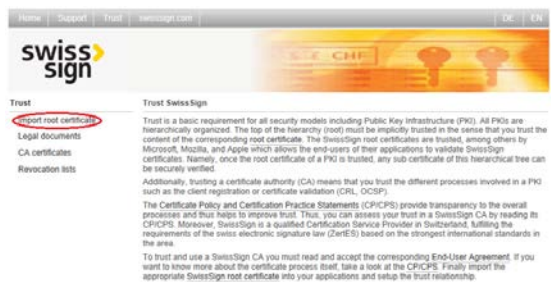 Home Support Trust swisssign.com DE EN
swiss
sign
CHF
Trust
Import root certificate
Legal documents
CA certificates
Revocation lists
Trust SwissSign
Trust is a basic requirement for all security models including Public Key Infrastructure (PKI). All PKIs are
hierarchically organized. The top of the hierarchy (root) must be implicitly trusted in the sense that you trust the
content of the corresponding root certificate. The SwissSign root certificates are trusted, among others by
Microsoft, Mozilla, and Apple which allows the end-users of their applications to validate SwissSign
certificates. Namely, once the root certificate of a PKI is trusted, any sub certificate of this hierarchical tree can
be securely verified.
Additionally, trusting a certificate authority (CA) means that you trust the different processes involved in a PKI
such as the client registration or certificate validation (CRL, OCSP).
The Certificate Policy and Certification Practice Statements (CP/CPS) provide transparency to the overall
processes and thus helps to improve trust. Thus, you can assess your trust in a SwissSign CA by reading its
CP/CPS. Moreover, SwissSign is a qualified Certification Service Provider in Switzerland, fulfilling the
requirements of the swiss electronic signature law (ZertES) based on the strongest international standards in
the area.
To trust and use a SwissSign CA you must read and accept the corresponding End-User Agreement. If you
want to know more about the certificate process itself, take a look at the CP/CPS. Finally import the
appropriate SwissSign root certificate into your applications and setup the trust relationship.